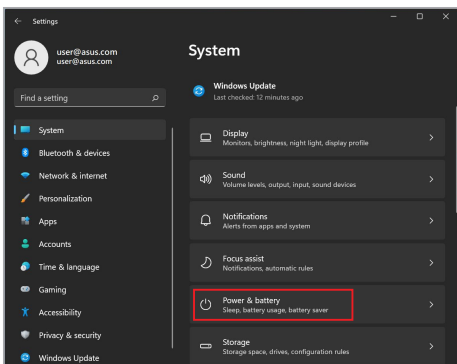 Settings
user@asus.com
user@asus.com
Find a setting
System
Bluetooth & devices
Network & internet
Personalization
Apps
Accounts
Time & language
Gaming
Accessibility
Privacy & security
Windows Update
System
Windows Update
Last checked: 12 minutes ago
Display
Monitors, brightness, night light, display profile
Sound
Volume levels, output, input, sound devices
Notifications
Alerts from apps and system
Focus assist
Notifications, automatic rules
Power & battery
Sleep, battery usage, battery saver
Storage
Storage space, drives, configuration rules